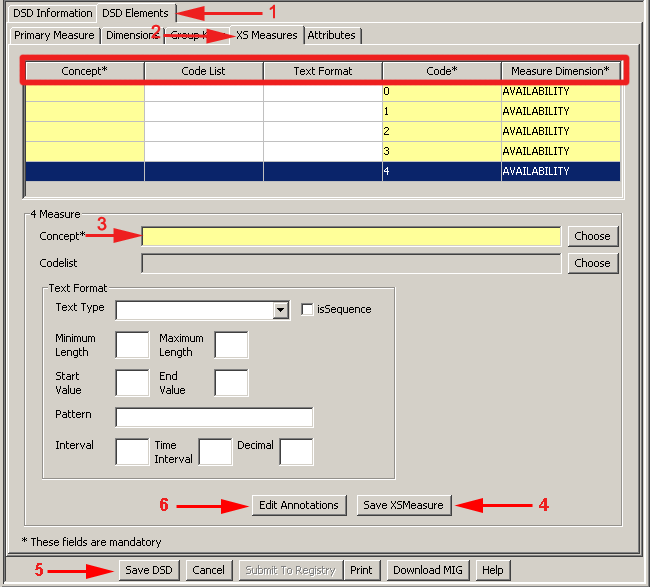 DSD Information DSD Elements 1
Primary Measure Dimensions 2 Group XS Measures Attributes
Concept* Code List Text Format Code* Measure Dimension*
0 AVAILABILITY
1 AVAILABILITY
2 AVAILABILITY
3 AVAILABILITY
4 AVAILABILITY
4 Measure
Concept* 3 Choose
Codelist Choose
Text Format
Text Type isSequence
Minimum Length Maximum Length
Start Value End Value
Pattern
Interval Time Interval Decimal
6 Edit Annotations Save XSMeasure 4
* These fields are mandatory
5 Save DSD Cancel Submit To Registry Print Download MIG Help